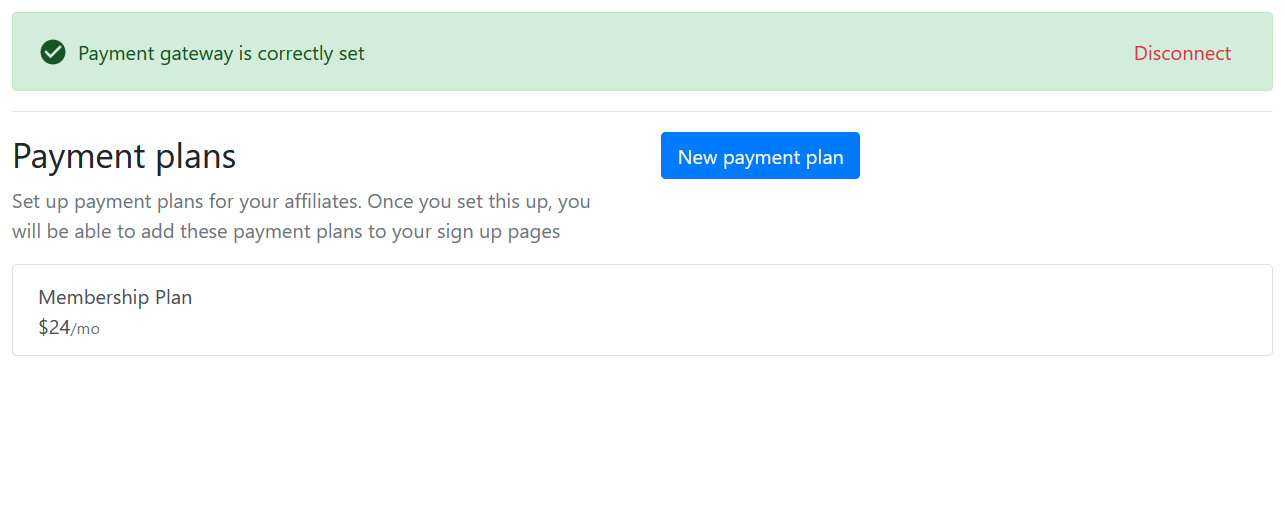 Payment gateway is correctly set
Disconnect
Payment plans
New payment plan
Set up payment plans for your affiliates. Once you set this up, you
will be able to add these payment plans to your sign up pages
Membership Plan
$24/mo